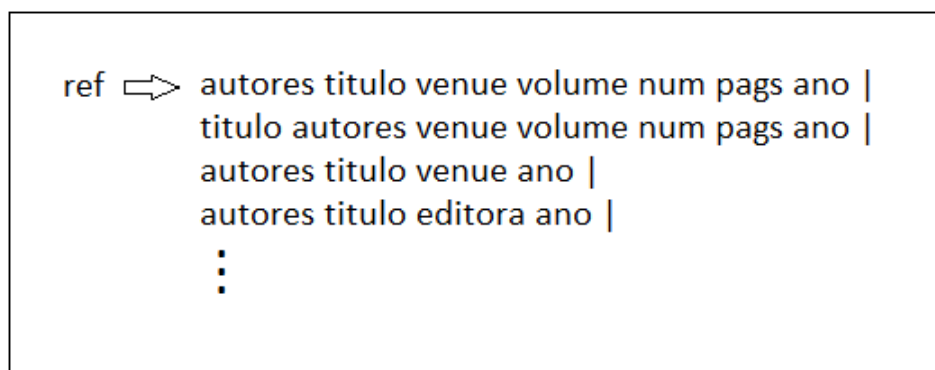 ref ⇨ autores titulo venue volume num pags ano |
titulo autores venue volume num pags ano |
autores titulo venue ano |
autores titulo editora ano |
⋮